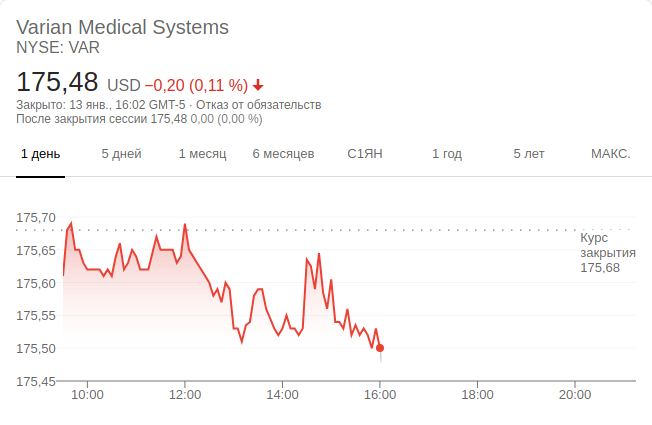 Varian Medical Systems
NYSE: VAR
175,48 USD −0,20 (0,11 %)
Закрыто: 13 янв., 16:02 GMT-5 · Отказ от обязательств
После закрытия сессии 175,48 0,00 (0,00 %)
1 день 5 дней 1 месяц 6 месяцев С1ЯН 1 год 5 лет МАКС.
175,70
Курс
175,65
закрытия
175,68
175,60
175,55
175,50
175,45
10:00 12:00 14:00 16:00 18:00 20:00